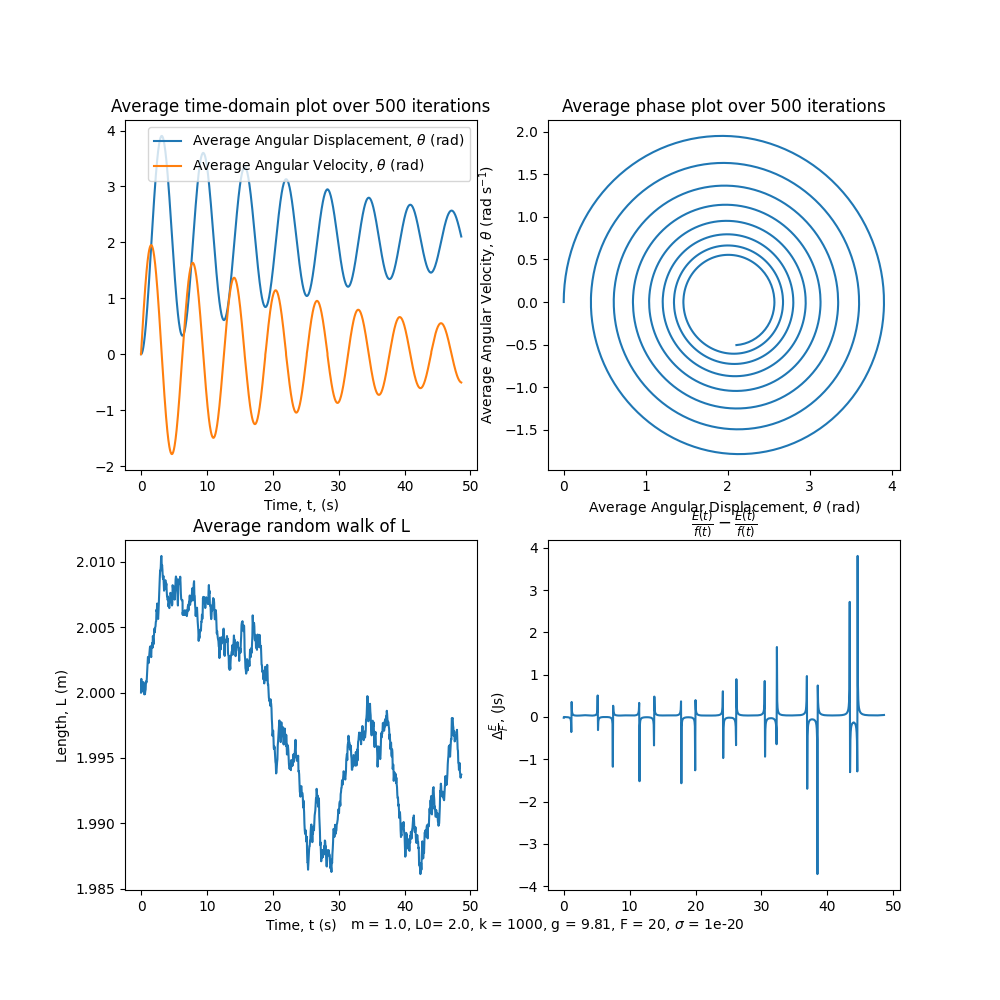 Average time-domain plot over 500 iterations
4
3
2
1
0
−1
−2
Average Angular Displacement, θ (rad)
Average Angular Velocity, θ (rad)
0 10 20 30 40 50
Time, t, (s)
Average phase plot over 500 iterations
Average Angular Velocity, θ (rad s⁻¹)
2.0
1.5
1.0
0.5
0.0
−0.5
−1.0
−1.5
0 1 2 3 4
Average Angular Displacement, θ (rad)
Average random walk of L
Length, L (m)
2.010
2.005
2.000
1.995
1.990
1.985
0 10 20 30 40 50
Time, t (s)
E(t)/f(t) − E(t)/f(t)
Δ E/F, (Js)
4
3
2
1
0
−1
−2
−3
−4
0 10 20 30 40 50
m = 1.0, L0= 2.0, k = 1000, g = 9.81, F = 20, σ = 1e-20